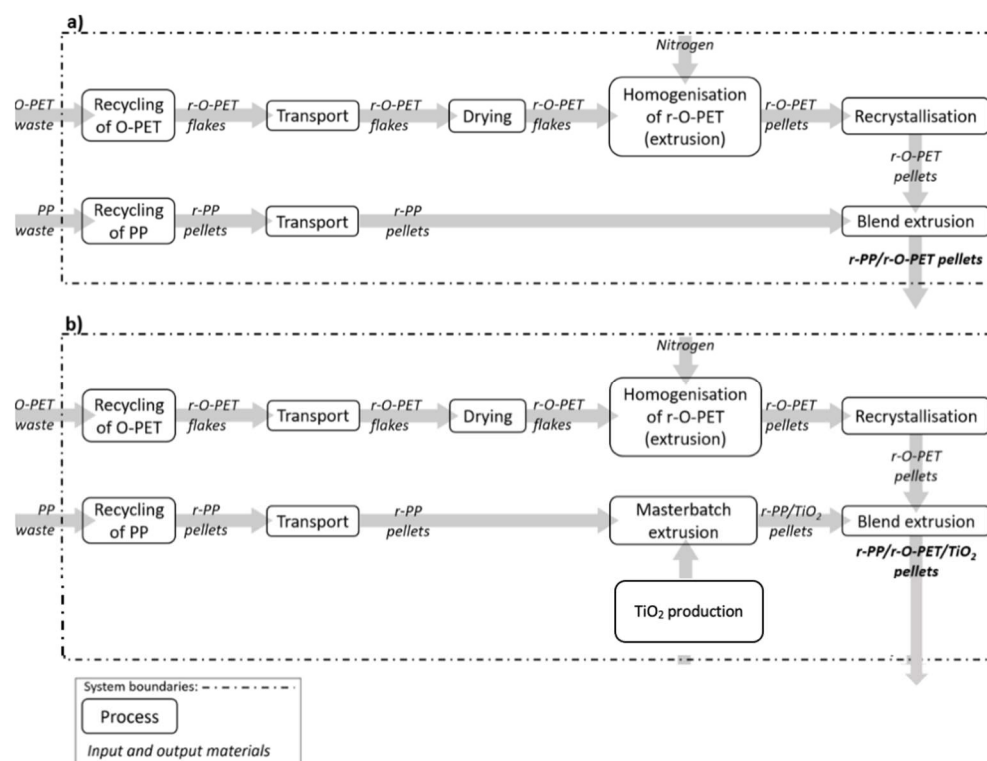 a)
Nitrogen
O-PET
waste
Recycling
of O-PET
r-O-PET
flakes
Transport
r-O-PET
flakes
Drying
r-O-PET
flakes
Homogenisation
of r-O-PET
(extrusion)
r-O-PET
pellets
Recrystallisation
r-O-PET
pellets
PP
waste
Recycling
of PP
r-PP
pellets
Transport
r-PP
pellets
Blend extrusion
r-PP/r-O-PET pellets
b)
Nitrogen
O-PET
waste
Recycling
of O-PET
r-O-PET
flakes
Transport
r-O-PET
flakes
Drying
r-O-PET
flakes
Homogenisation
of r-O-PET
(extrusion)
r-O-PET
pellets
Recrystallisation
r-O-PET
pellets
PP
waste
Recycling
of PP
r-PP
pellets
Transport
r-PP
pellets
Masterbatch
extrusion
r-PP/TiO₂
pellets
Blend extrusion
r-PP/r-O-PET/TiO₂
pellets
TiO₂ production
System boundaries:
Process
Input and output materials